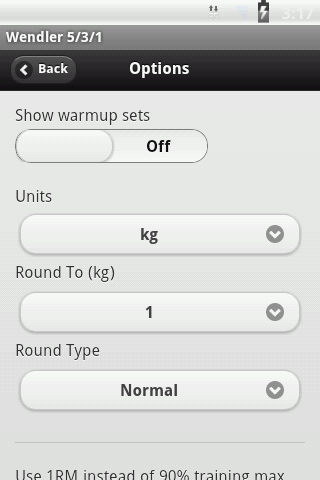 3:17
Wendler 5/3/1
Back
Options
Show warmup sets
Off
Units
kg
Round To (kg)
1
Round Type
Normal
Use 1RM instead of 90% training max